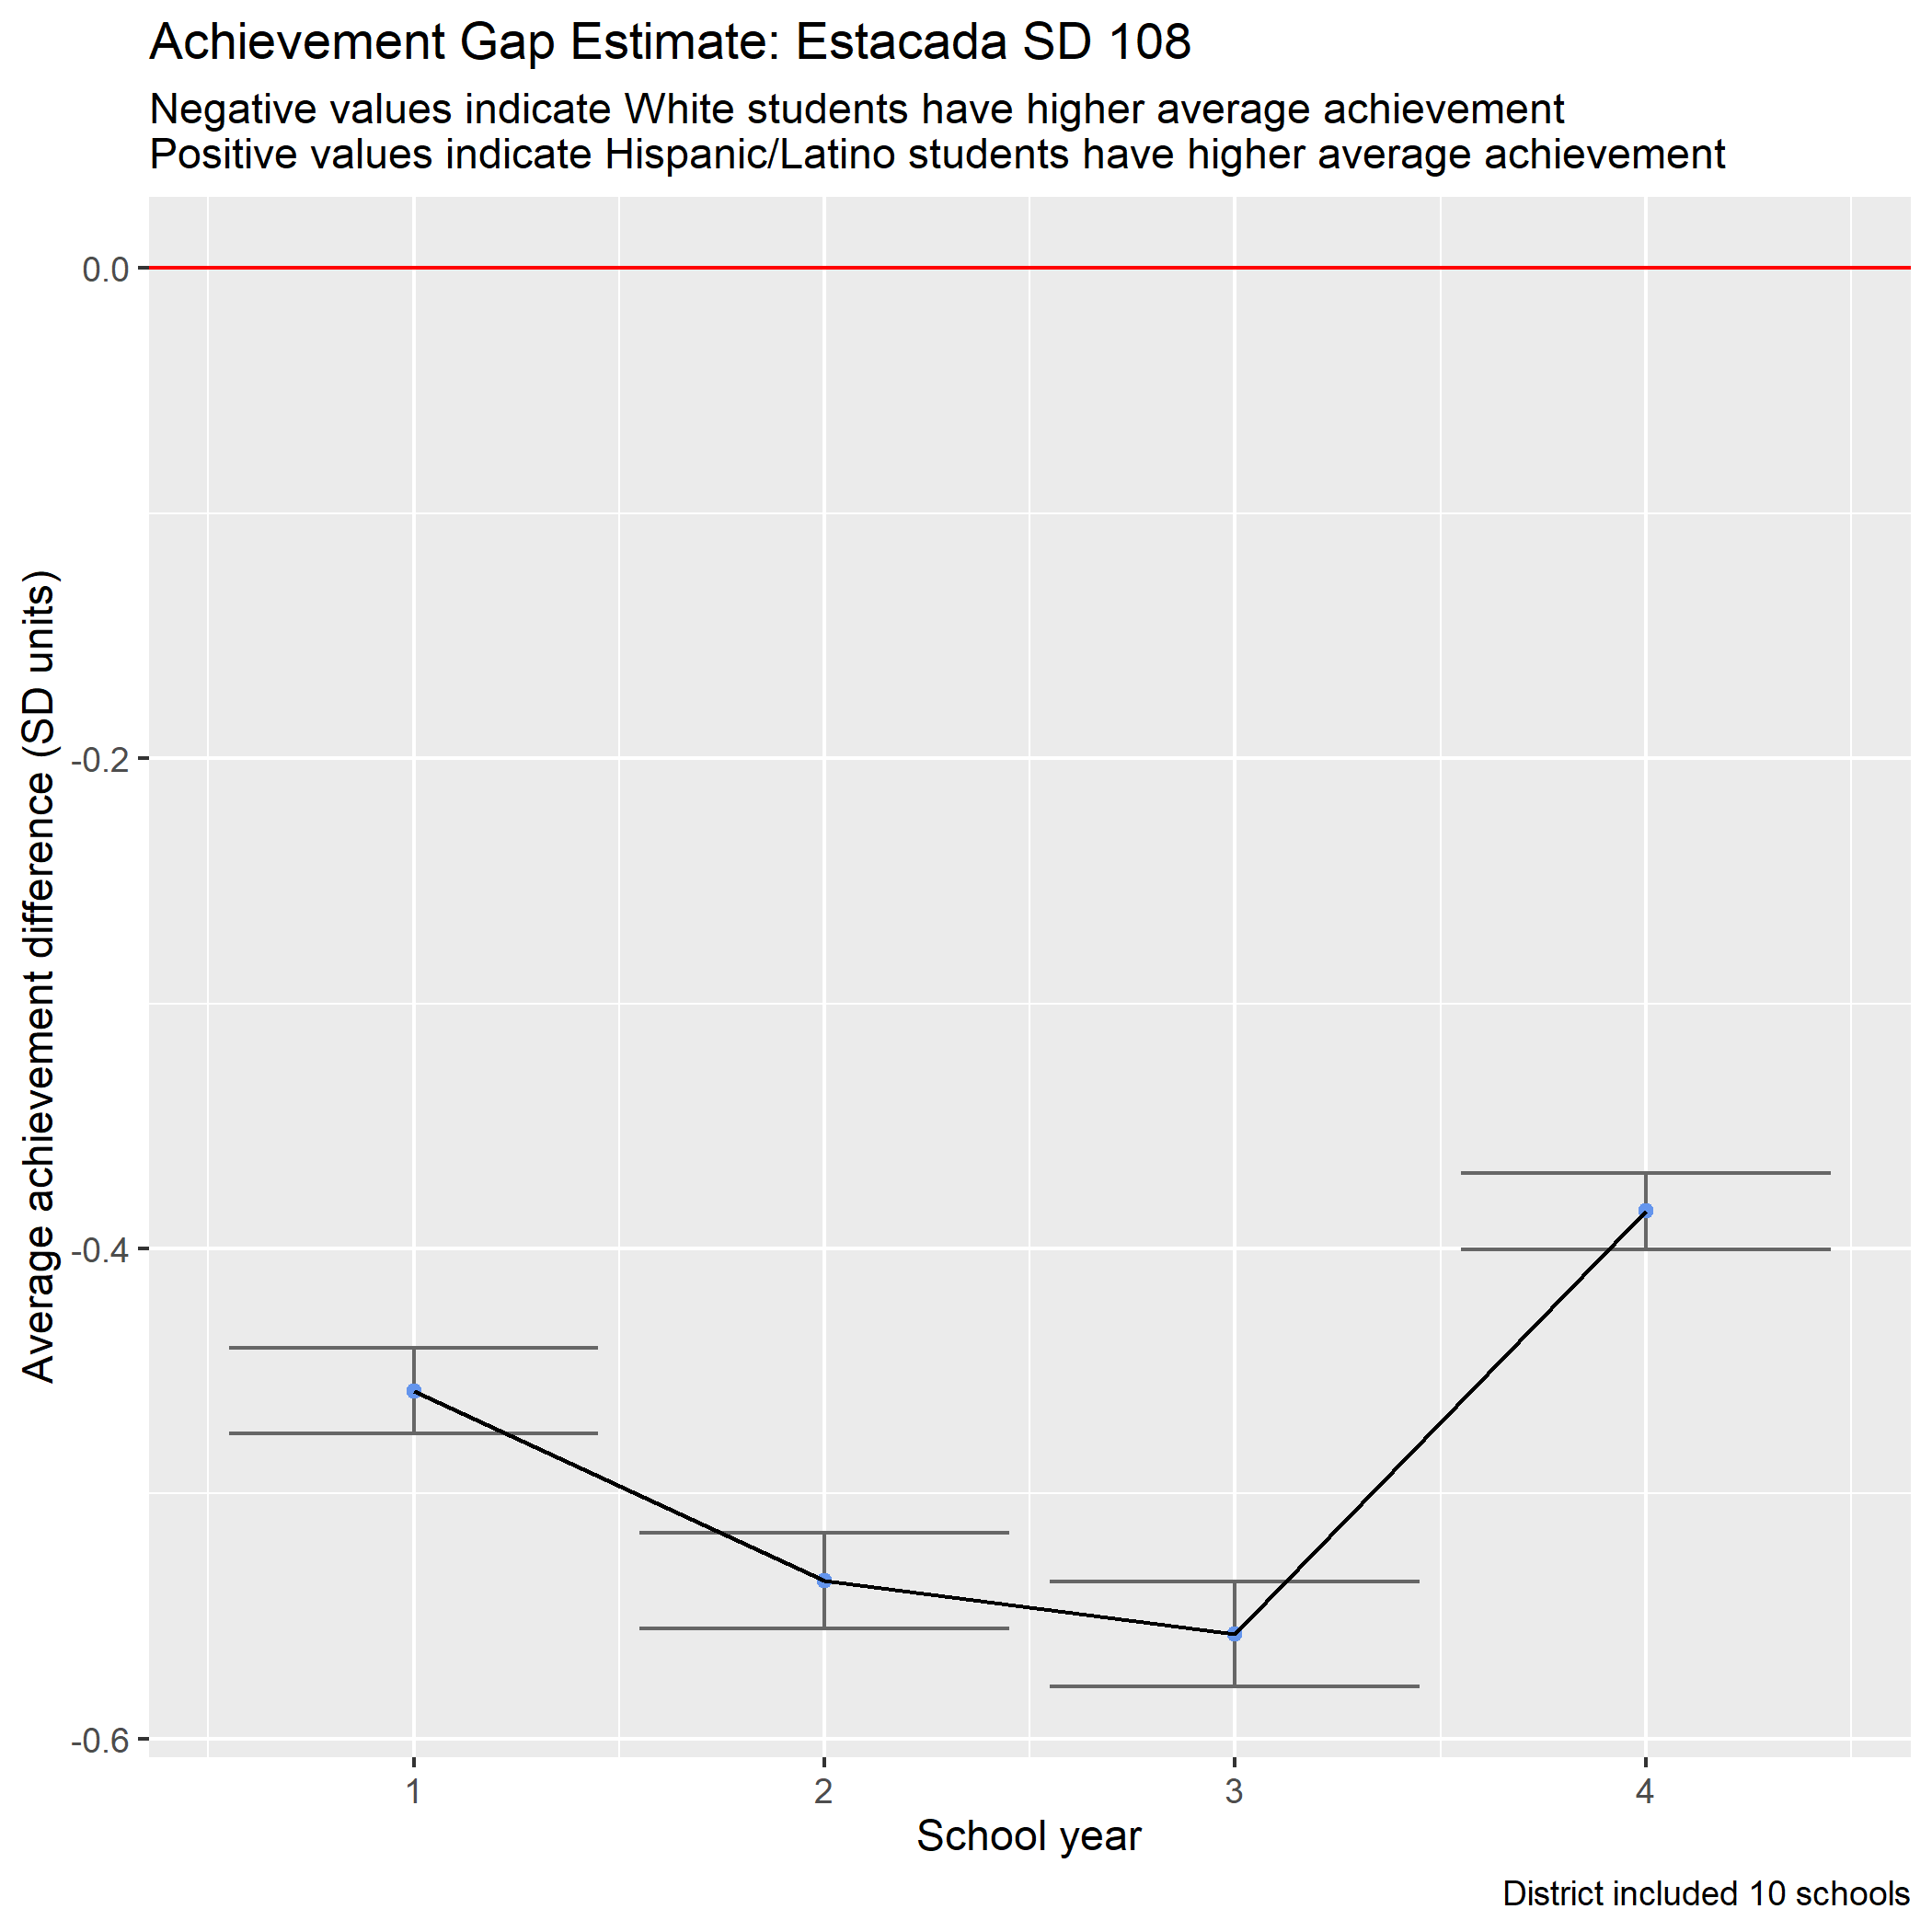 Achievement Gap Estimate: Estacada SD 108
Negative values indicate White students have higher average achievement
Positive values indicate Hispanic/Latino students have higher average achievement
Average achievement difference (SD units)
0.0
-0.2
-0.4
-0.6
1
2
3
4
School year
District included 10 schools